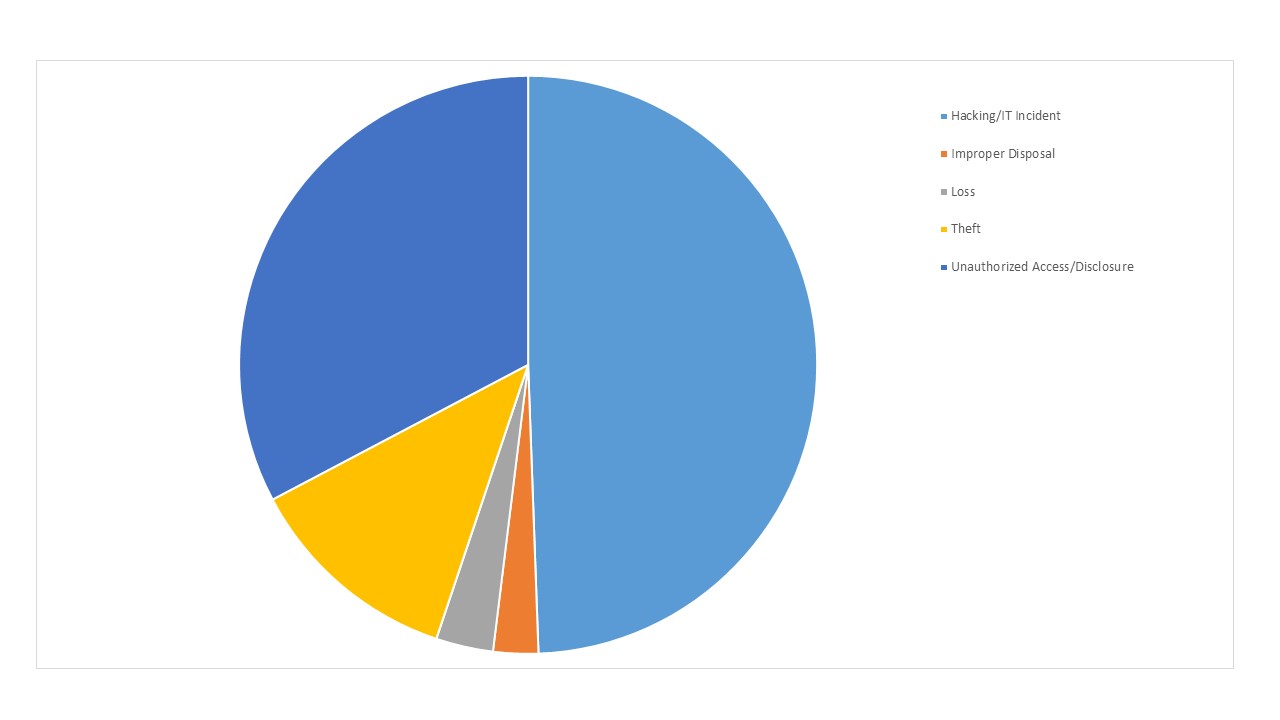 Hacking/IT Incident
Improper Disposal
Loss
Theft
Unauthorized Access/Disclosure